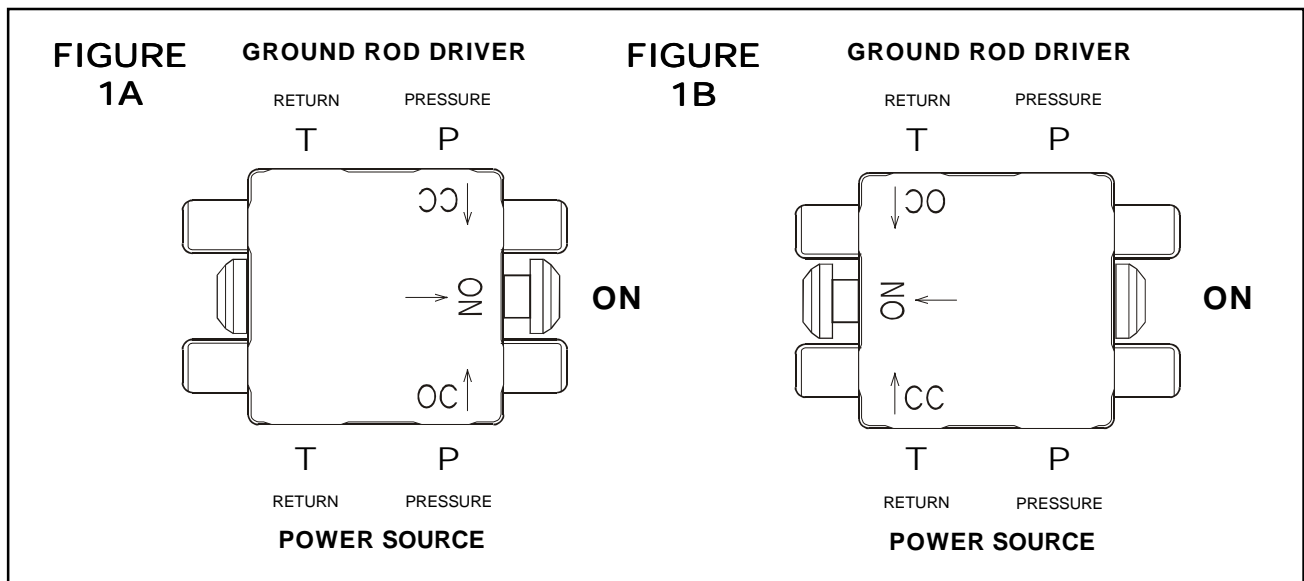 FIGURE
1A
GROUND ROD DRIVER
RETURN PRESSURE
T P
CC
ON
OC
ON
T P
RETURN PRESSURE
POWER SOURCE
FIGURE
1B
GROUND ROD DRIVER
RETURN PRESSURE
T P
OC
ON
CC
ON
T P
RETURN PRESSURE
POWER SOURCE